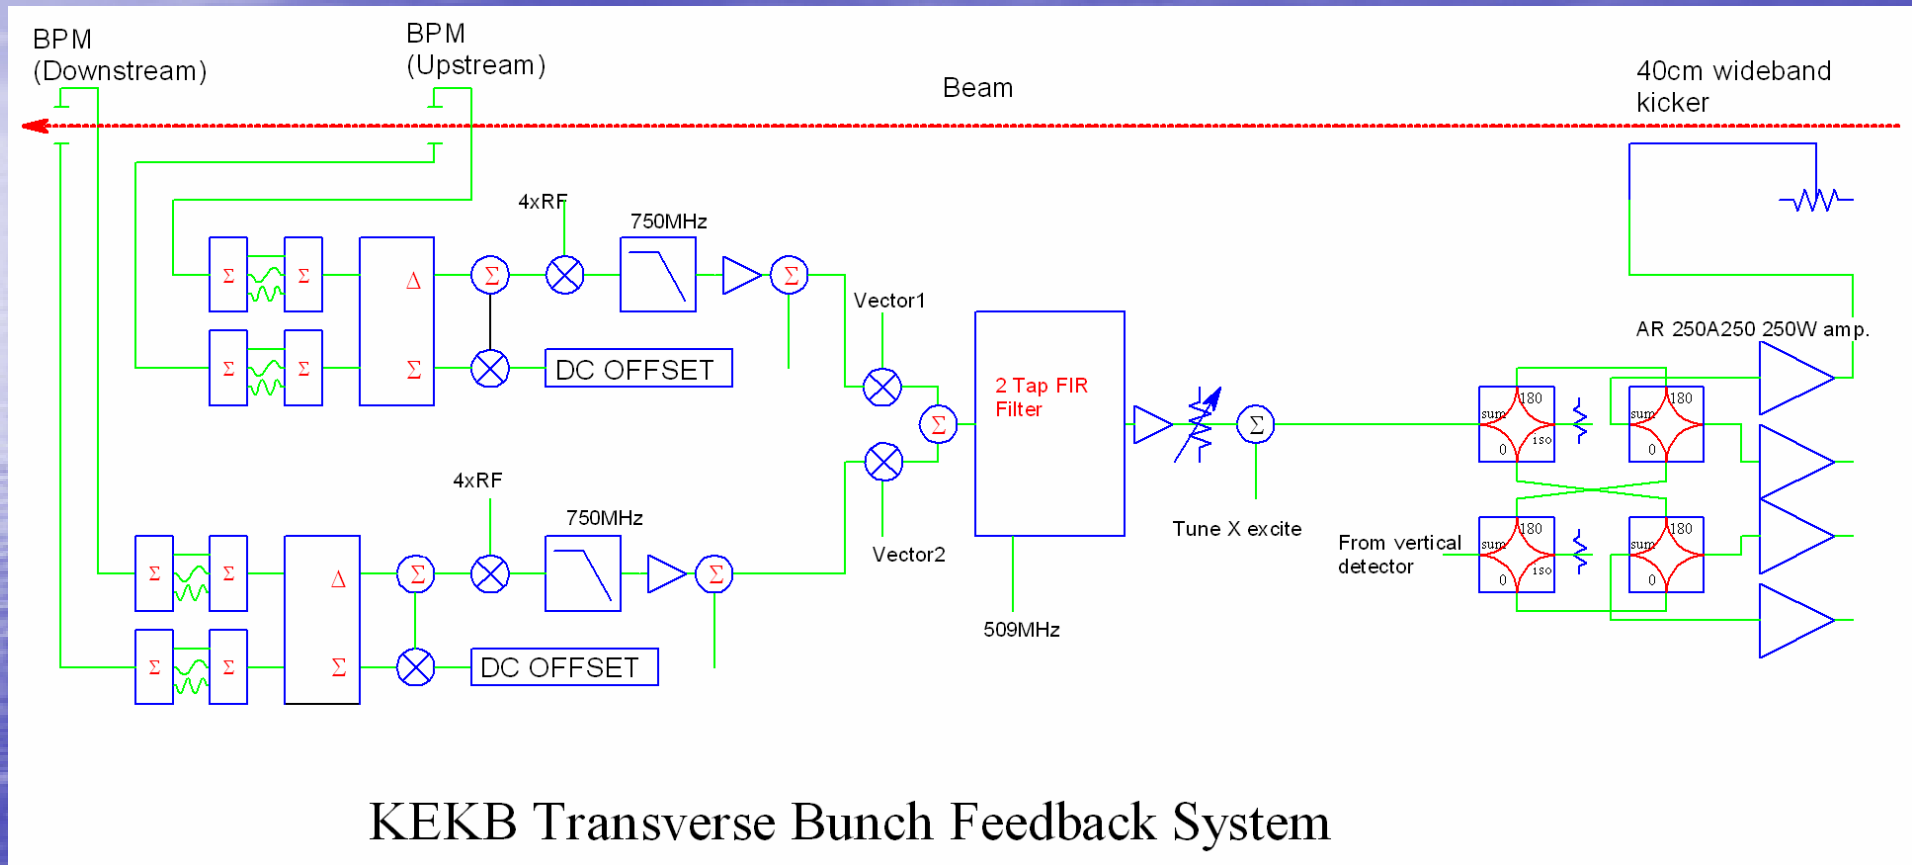 BPM
(Downstream)
BPM
(Upstream)
Beam
40cm wideband
kicker
4xRF
750MHz
Σ
Σ
Δ
Σ
Σ
Vector1
Σ
Σ
Σ
DC OFFSET
AR 250A250 250W amp.
2 Tap FIR
Filter
Σ
Σ
sum
180
0
iso
sum
180
0
4xRF
750MHz
Vector2
Tune X excite
From vertical
detector
sum
180
0
iso
sum
180
0
Σ
Σ
Δ
Σ
Σ
509MHz
Σ
Σ
Σ
DC OFFSET
KEKB Transverse Bunch Feedback System